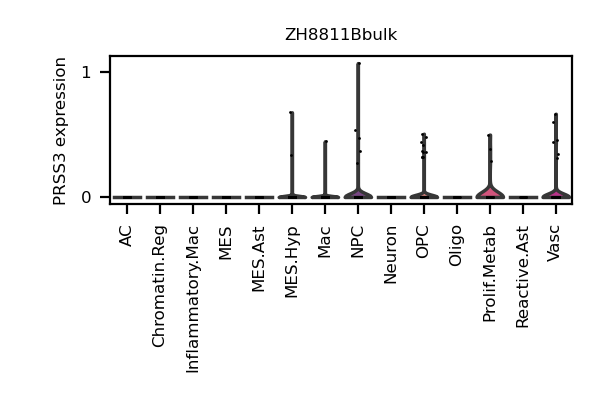 ZH8811Bbulk
PRSS3 expression
1
0
AC
Chromatin.Reg
Inflammatory.Mac
MES
MES.Ast
MES.Hyp
Mac
NPC
Neuron
OPC
Oligo
Prolif.Metab
Reactive.Ast
Vasc